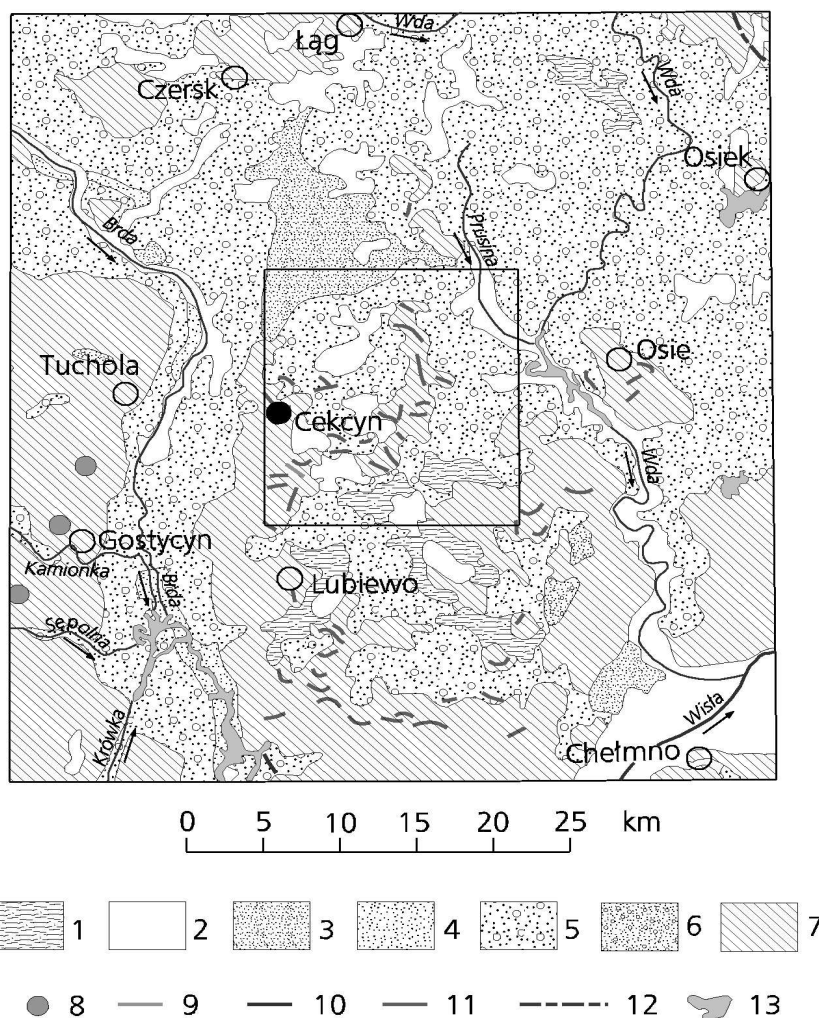 Wda
Łąg
Czersk
Wda
Osiek
Brda
Prusina
Tuchola
Osie
Cekcyn
Wda
Gostycyn
Kamionka
Brda
Lubiewo
Sępolna
Krówka
Wisła
Chełmno
0 5 10 15 20 25 km
1 2 3 4 5 6 7
8 9 10 11 12 13